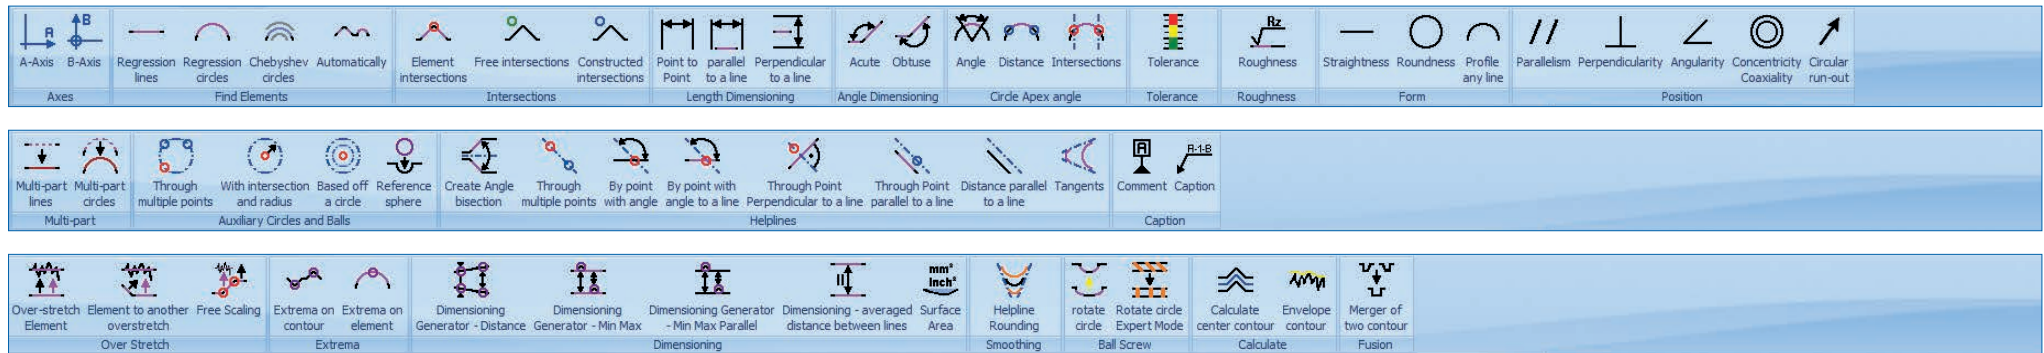 A B Rz
A-Axis B-Axis Regression Regression Chebyshev Automatically Element Free intersections Constructed Point to parallel Perpendicular Acute Obtuse Angle Distance Intersections Tolerance Roughness Straightness Roundness Profile Parallelism Perpendicularity Angularity Concentricity Circular
lines circles circles intersections intersections Point to a line to a line any line Coaxiality run-out
Axes Find Elements Intersections Length Dimensioning Angle Dimensioning Circle Apex angle Tolerance Roughness Form Position
A A-1-B
Multi-part Multi-part Through With intersection Based off Reference Create Angle Through By point By point with Through Point Through Point Distance parallel Tangents Comment Caption
lines circles multiple points and radius a circle sphere bisection multiple points with angle angle to a line Perpendicular to a line parallel to a line to a line
Multi-part Auxiliary Circles and Balls Helplines Caption
mm²
inch²
Over-stretch Element to another Free Scaling Extrema on Extrema on Dimensioning Dimensioning Dimensioning Generator Dimensioning - averaged Surface Helpline rotate Rotate circle Calculate Envelope Merger of
Element overstretch contour element Generator - Distance Generator - Min Max - Min Max Parallel distance between lines Area Rounding circle Expert Mode center contour contour two contour
Over Stretch Extrema Dimensioning Smoothing Ball Screw Calculate Fusion